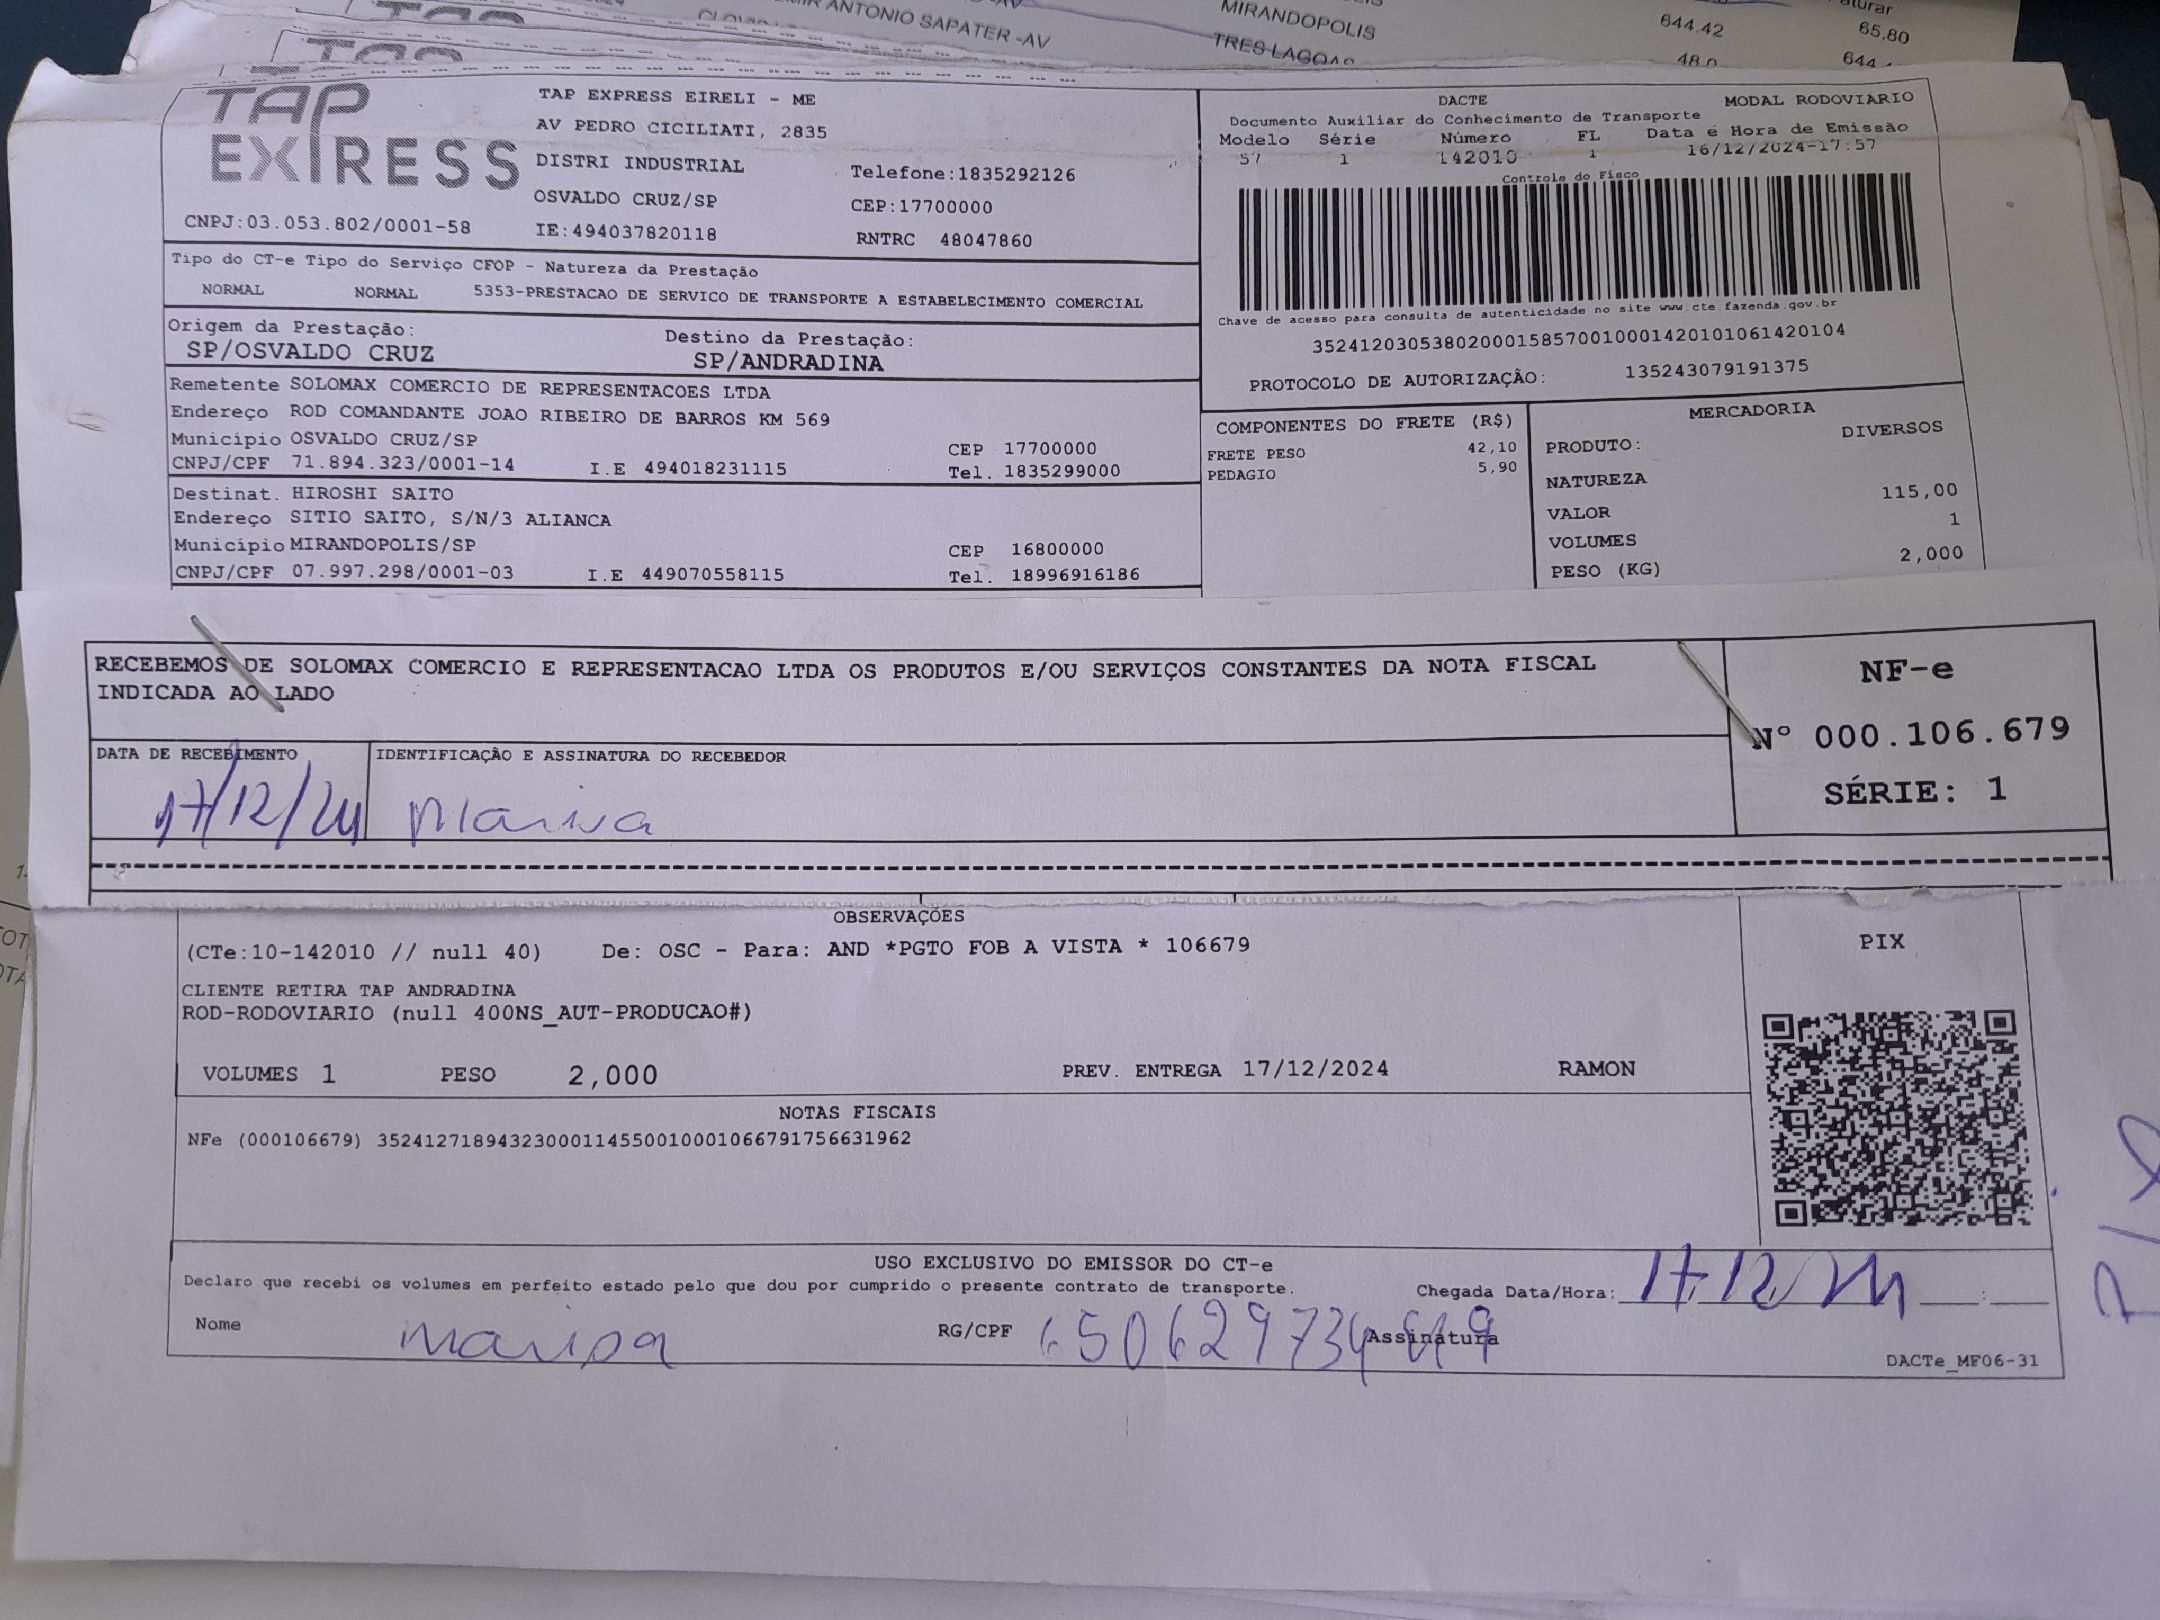 ANTONIO SAPATER -AV
MIRANDOPOLIS
TRES LAGOAS
644.42
65,80
TAP EXPRESS
TAP EXPRESS EIRELI - ME
AV PEDRO CICILIATI, 2835
DISTRI INDUSTRIAL
Telefone:1835292126
OSVALDO CRUZ/SP
CEP:17700000
CNPJ:03.053.802/0001-58
IE:494037820118
RNTRC 48047860
DACTE
MODAL RODOVIÁRIO
Documento Auxiliar do Conhecimento de Transporte
Modelo Série Número FL Data e Hora de Emissão
57 1 142010 1 16/12/2024-17:57
Controle do Fisco
Chave de acesso para consulta de autenticidade no site www.cte.fazenda.gov.br
35241203053802000158570010001420101061420104
PROTOCOLO DE AUTORIZAÇÃO: 135243079191375
Tipo do CT-e Tipo do Serviço CFOP - Natureza da Prestação
NORMAL NORMAL 5353-PRESTACAO DE SERVICO DE TRANSPORTE A ESTABELECIMENTO COMERCIAL
Origem da Prestação:
SP/OSVALDO CRUZ
Destino da Prestação:
SP/ANDRADINA
Remetente SOLOMAX COMERCIO DE REPRESENTACOES LTDA
Endereço ROD COMANDANTE JOAO RIBEIRO DE BARROS KM 569
Município OSVALDO CRUZ/SP CEP 17700000
CNPJ/CPF 71.894.323/0001-14 I.E 494018231115 Tel. 1835299000
Destinat. HIROSHI SAITO
Endereço SITIO SAITO, S/N/3 ALIANCA
Município MIRANDOPOLIS/SP CEP 16800000
CNPJ/CPF 07.997.298/0001-03 I.E 449070558115 Tel. 18996916186
COMPONENTES DO FRETE (R$)
FRETE PESO 42,10
PEDAGIO 5,90
MERCADORIA
PRODUTO: DIVERSOS
NATUREZA
VALOR 115,00
VOLUMES 1
PESO (KG) 2,000
RECEBEMOS DE SOLOMAX COMERCIO E REPRESENTACAO LTDA OS PRODUTOS E/OU SERVIÇOS CONSTANTES DA NOTA FISCAL
INDICADA AO LADO
DATA DE RECEBIMENTO
17/12/24
IDENTIFICAÇÃO E ASSINATURA DO RECEBEDOR
Marisa
NF-e
Nº 000.106.679
SÉRIE: 1
OBSERVAÇÕES
(CTe:10-142010 // null 40) De: OSC - Para: AND *PGTO FOB A VISTA * 106679
CLIENTE RETIRA TAP ANDRADINA
ROD-RODOVIARIO (null 400NS_AUT-PRODUCAO#)
VOLUMES 1 PESO 2,000 PREV. ENTREGA 17/12/2024 RAMON
PIX
NOTAS FISCAIS
NFe (000106679) 35241271894323000114550010001066791756631962
USO EXCLUSIVO DO EMISSOR DO CT-e
Declaro que recebi os volumes em perfeito estado pelo que dou por cumprido o presente contrato de transporte.
Chegada Data/Hora: 17/12/24 __:__
Nome Marisa RG/CPF Assinatura
DACTe_MF06-31
PIX